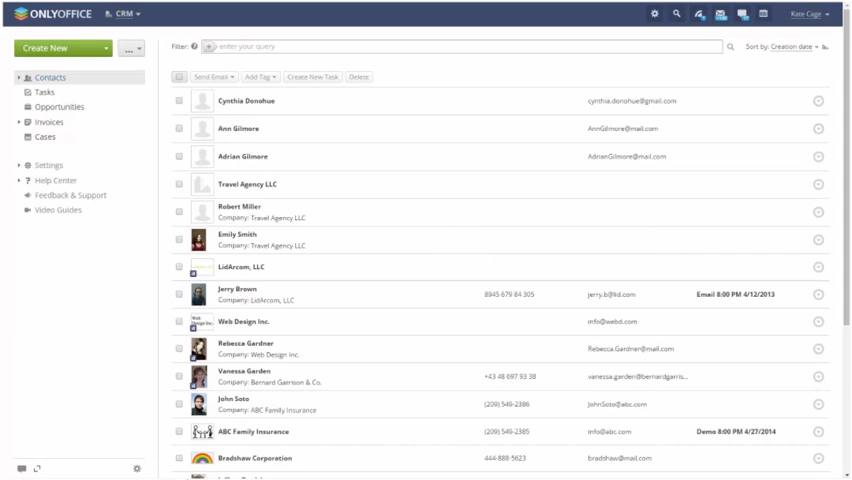 ONLYOFFICE CRM Kate Cage
Create New ...
Filter: ? enter your query Sort by: Creation date
Contacts
Tasks
Opportunities
Invoices
Cases
Settings
? Help Center
Feedback & Support
Video Guides
Send Email Add Tag Create New Task Delete
Cynthia Donohue cynthia.donohue@gmail.com
Ann Gilmore AnnGilmore@mail.com
Adrian Gilmore AdrianGilmore@mail.com
Travel Agency LLC
Robert Miller
Company: Travel Agency LLC
Emily Smith
Company: Travel Agency LLC
LidArcom, LLC
Jerry Brown
Company: LidArcom, LLC 8945 679 84 305 jerry.b@lid.com Email 8:00 PM 4/12/2013
Web Design Inc. info@webd.com
Rebecca Gardner
Company: Web Design Inc. Rebecca.Gardner@mail.com
Vanessa Garden
Company: Bernard Garrison & Co. +43 48 697 93 38 vanessa.garden@bernardgarris...
John Soto
Company: ABC Family Insurance (209) 549-2386 JohnSoto@abc.com
ABC Family Insurance (209) 549-2385 info@abc.com Demo 8:00 PM 4/27/2014
Bradshaw Corporation 444-888-5623 bradshaw@mail.com